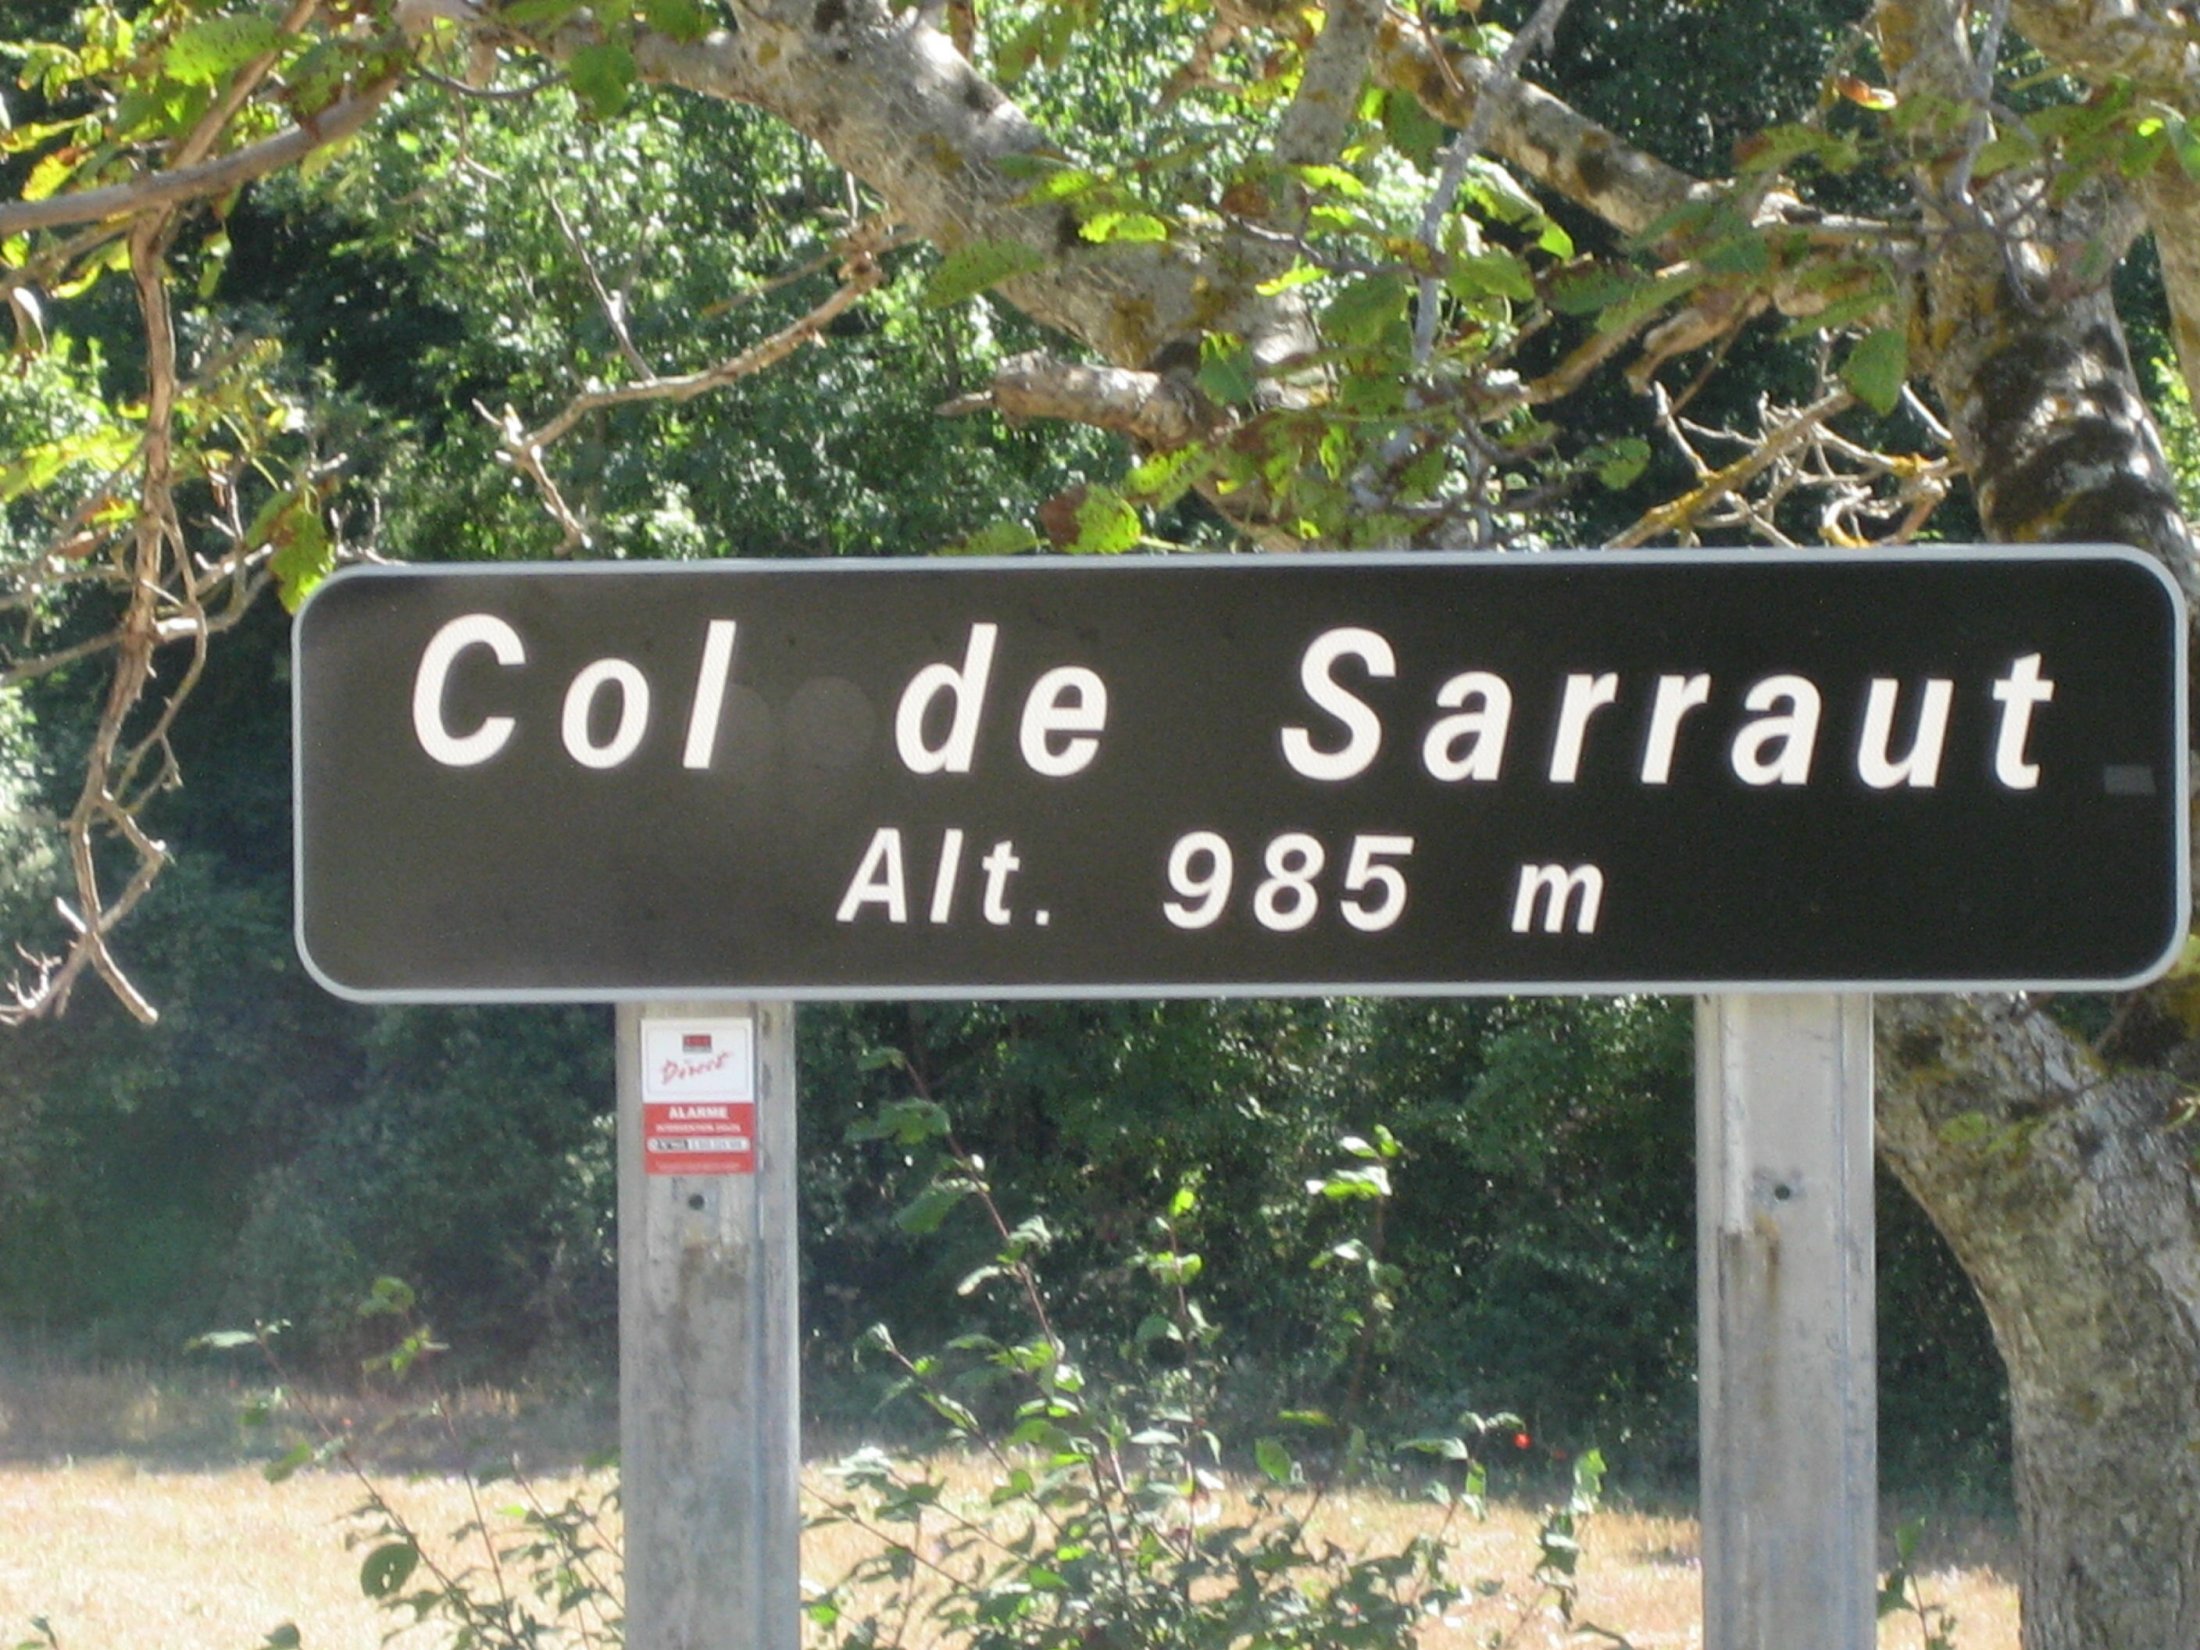 Col de Sarraut
Alt. 985 m
Direct
ALARME